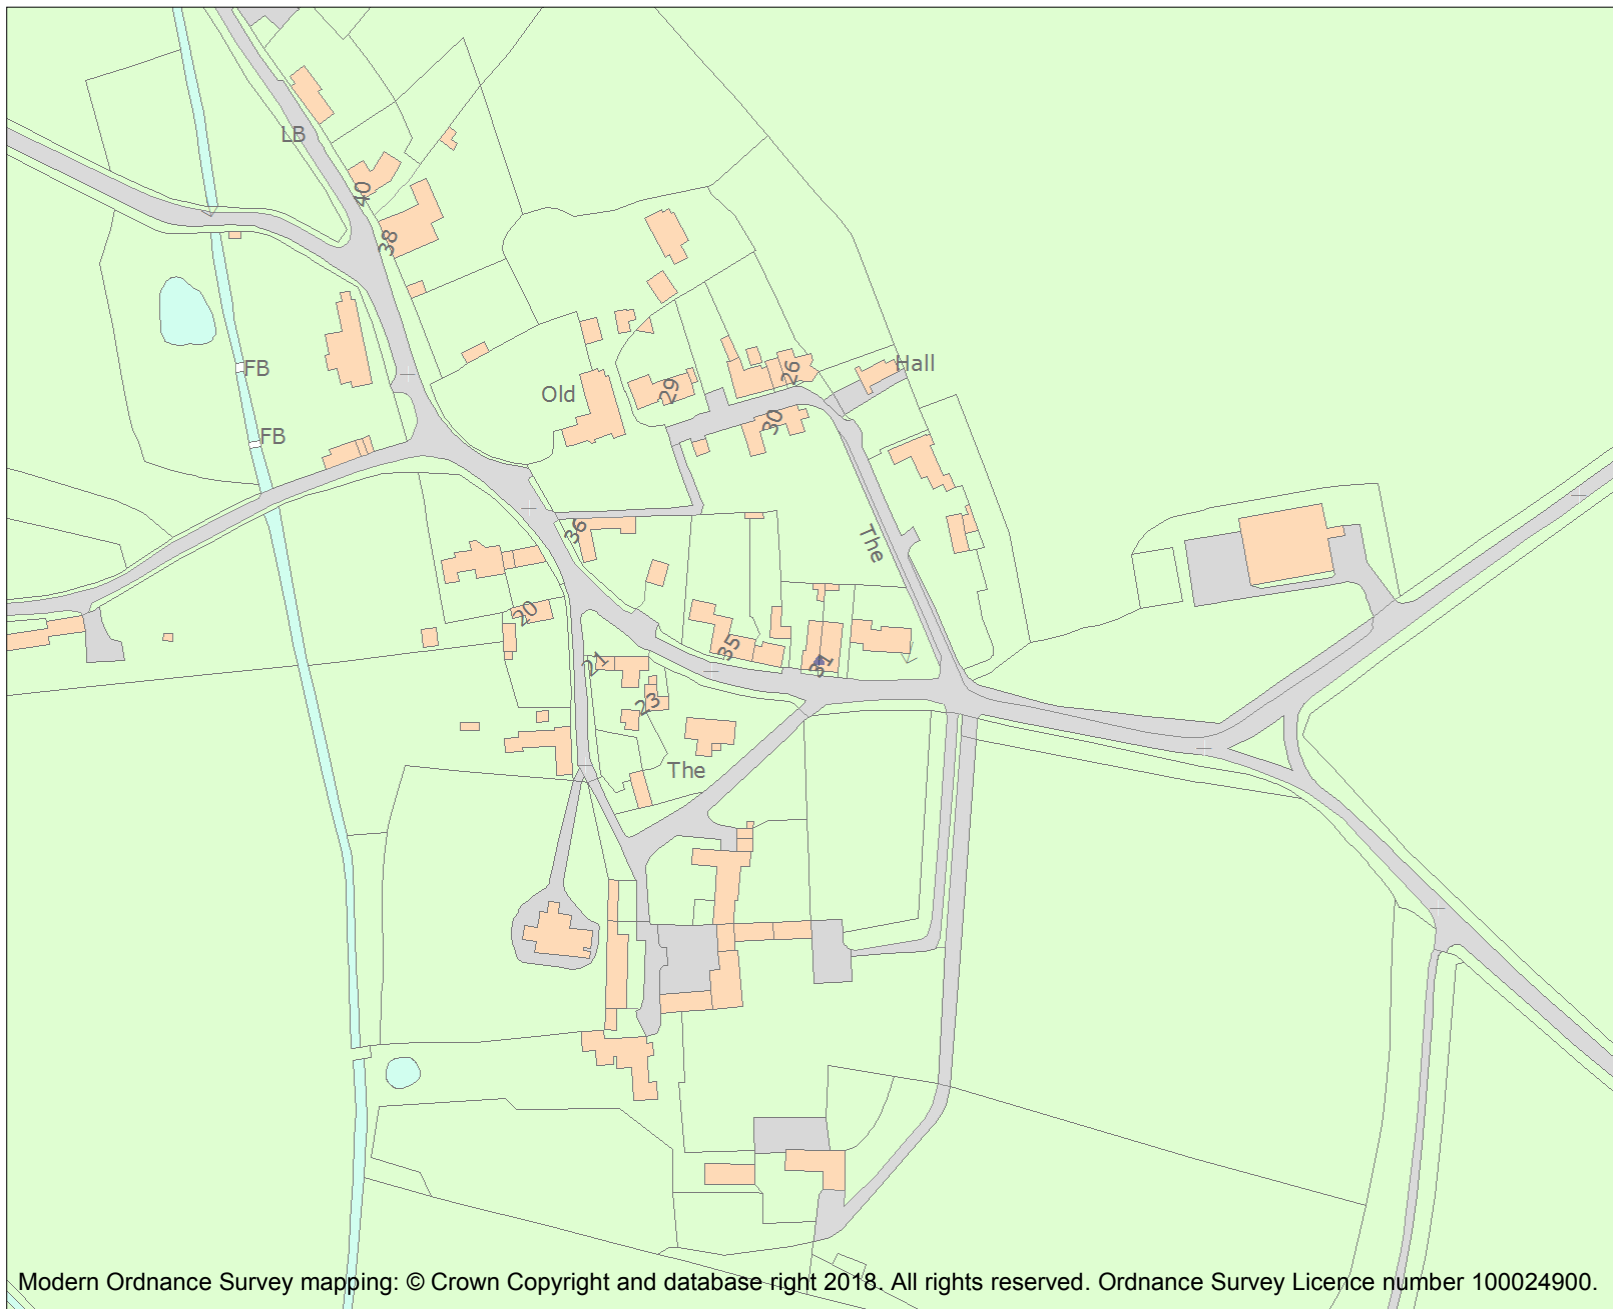 LB
40
38
FB
Hall
26
29
Old
30
FB
36
The
20
35
21
31
23
The
Modern Ordnance Survey mapping: © Crown Copyright and database right 2018. All rights reserved. Ordnance Survey Licence number 100024900.